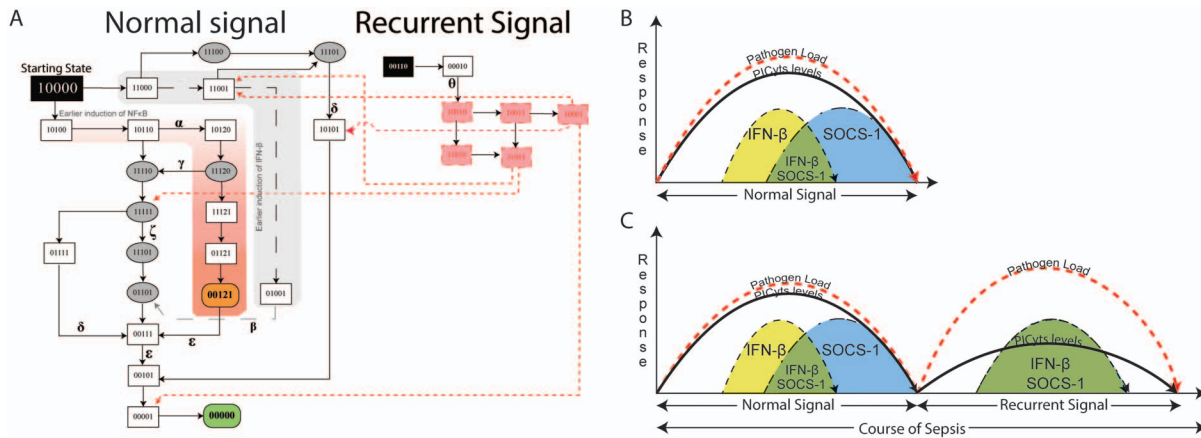 A
Normal signal
Recurrent Signal
Starting State
10000
11100
11101
00110
00010
11000
11001
θ
Earlier induction of NFκB
10100
10110
α
10120
δ
10101
11110
γ
11120
Earlier induction of IFN-β
11111
11121
ζ
01111
11101
01121
01101
00121
01001
δ
00111
ε
β
ε
00101
00001
00000
B
Response
Pathogen Load
PICyts levels
IFN-β
SOCS-1
IFN-β
SOCS-1
Normal Signal
C
Response
Pathogen Load
PICyts levels
IFN-β
SOCS-1
IFN-β
SOCS-1
Pathogen Load
PICyts levels
IFN-β
SOCS-1
Normal Signal
Recurrent Signal
Course of Sepsis